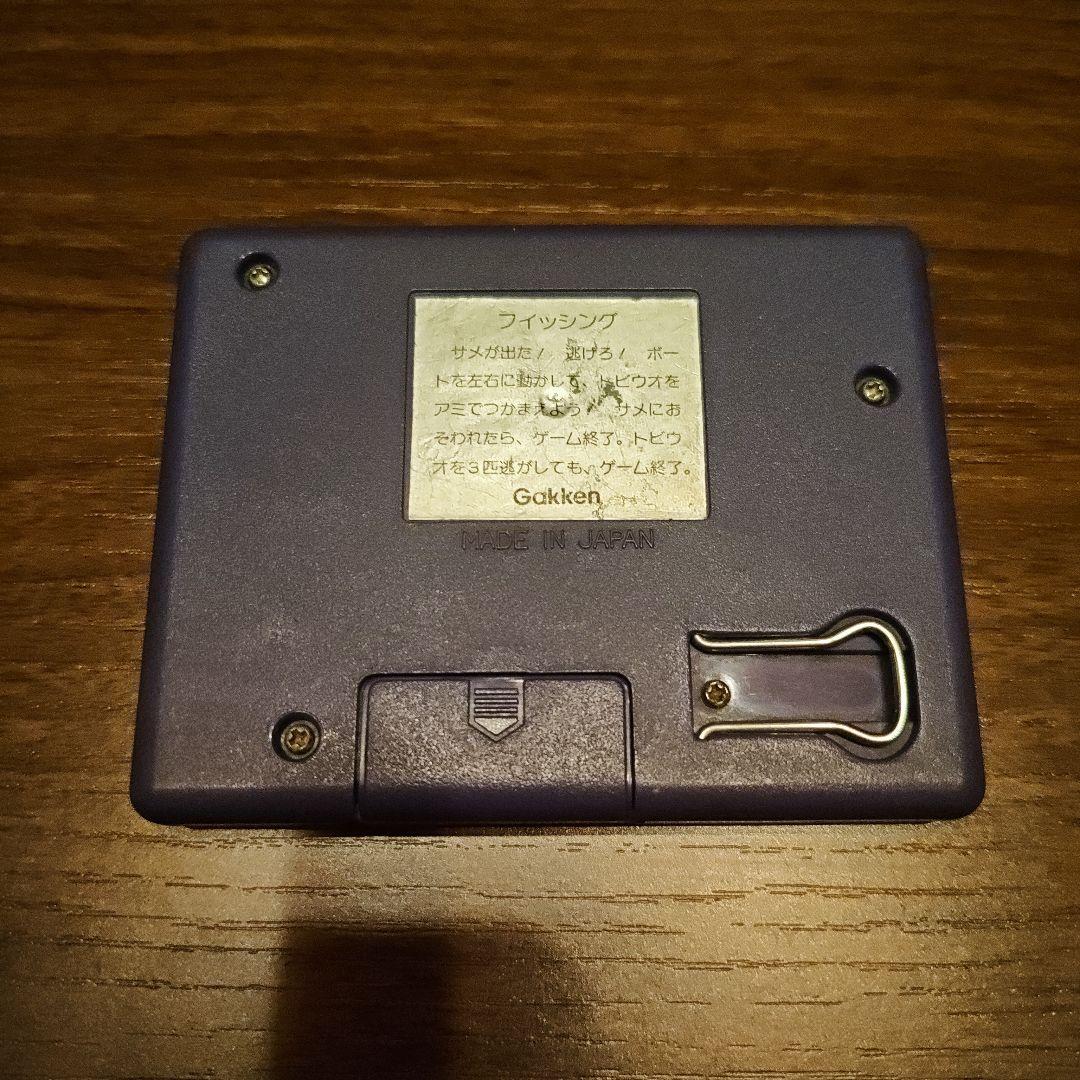 フイッシング
サメが出た! 逃げろ! ボー
トを左右に動かして、トビウオを
アミでつかまえよう! サメにお
そわれたら、ゲーム終了。トビウ
オを3匹逃がしても、ゲーム終了。
Gakken
MADE IN JAPAN